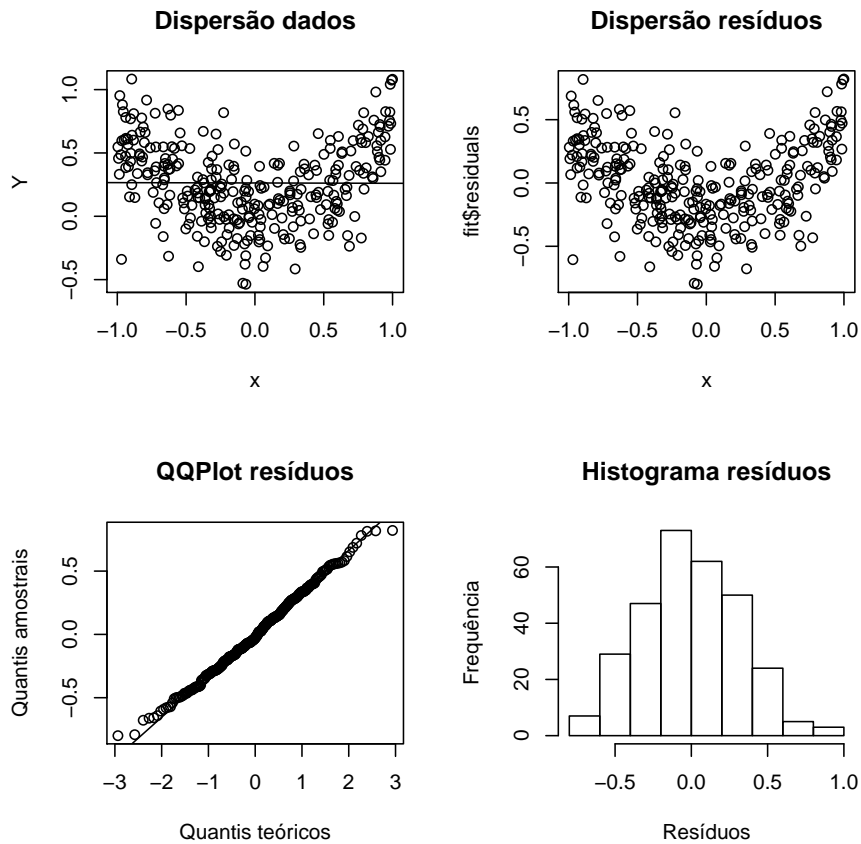 Dispersão dados
Y
−0.5 0.0 0.5 1.0
−1.0 −0.5 0.0 0.5 1.0
x
Dispersão resíduos
fit$residuals
−0.5 0.0 0.5
−1.0 −0.5 0.0 0.5 1.0
x
QQPlot resíduos
Quantis amostrais
−0.5 0.0 0.5
−3 −2 −1 0 1 2 3
Quantis teóricos
Histograma resíduos
Frequência
0 20 40 60
−0.5 0.0 0.5 1.0
Resíduos